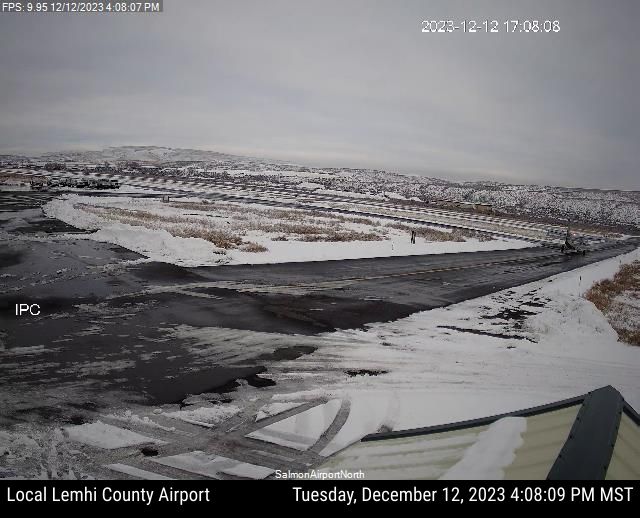 FPS: 9.95 12/12/2023 4:08:07 PM
2023-12-12 17:08:08
IPC
SalmonAirportNorth
Local Lemhi County Airport Tuesday, December 12, 2023 4:08:09 PM MST